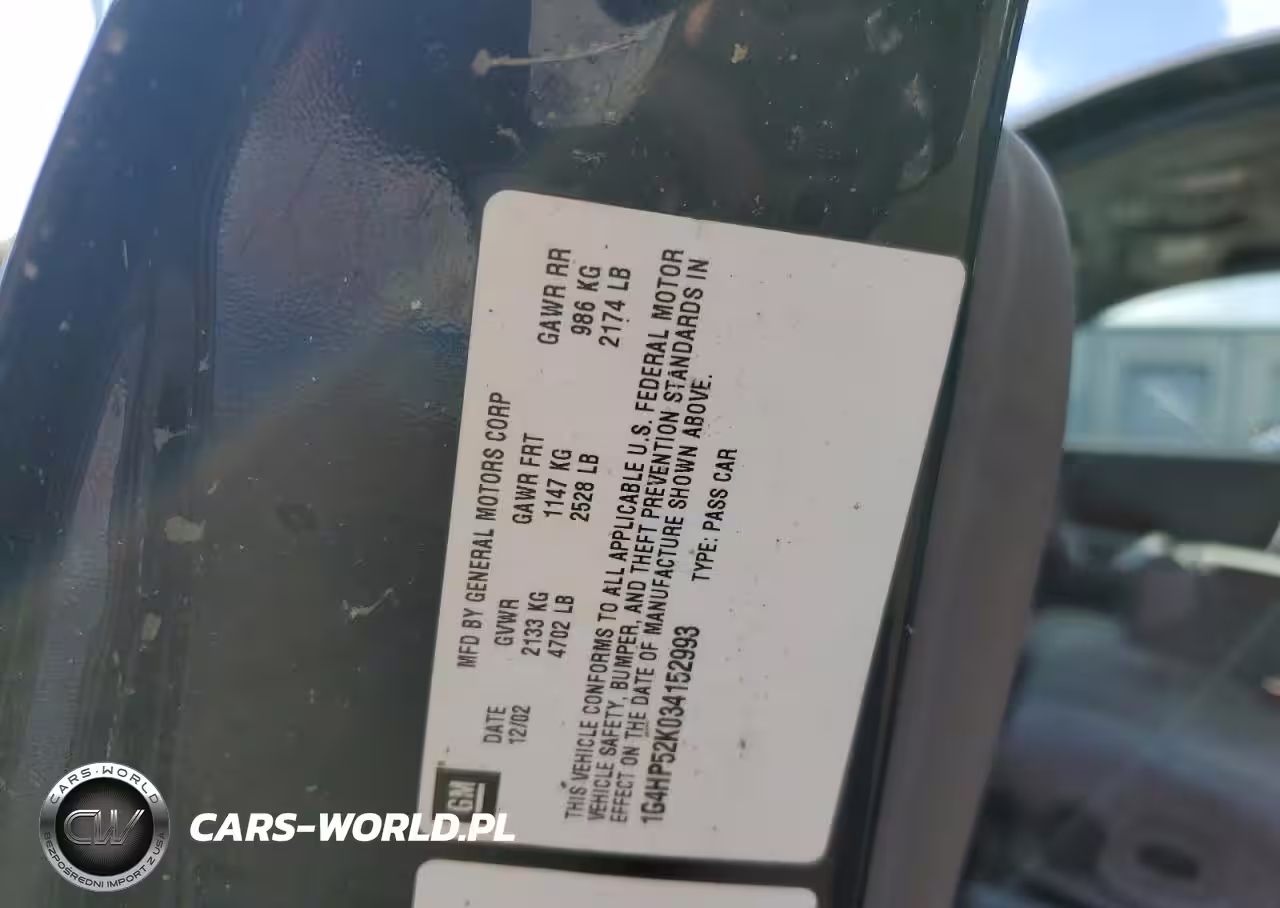 MFD BY GENERAL MOTORS CORP
DATE GVWR GAWR FRT GAWR RR
12/02 2133 KG 1147 KG 986 KG
4702 LB 2528 LB 2174 LB
GM
THIS VEHICLE CONFORMS TO ALL APPLICABLE U.S. FEDERAL MOTOR
VEHICLE SAFETY, BUMPER, AND THEFT PREVENTION STANDARDS IN
EFFECT ON THE DATE OF MANUFACTURE SHOWN ABOVE.
1G4HP52K034152993 TYPE: PASS CAR
CARS-WORLD
CW
BEZPOŚREDNI IMPORT Z USA
CARS-WORLD.PL